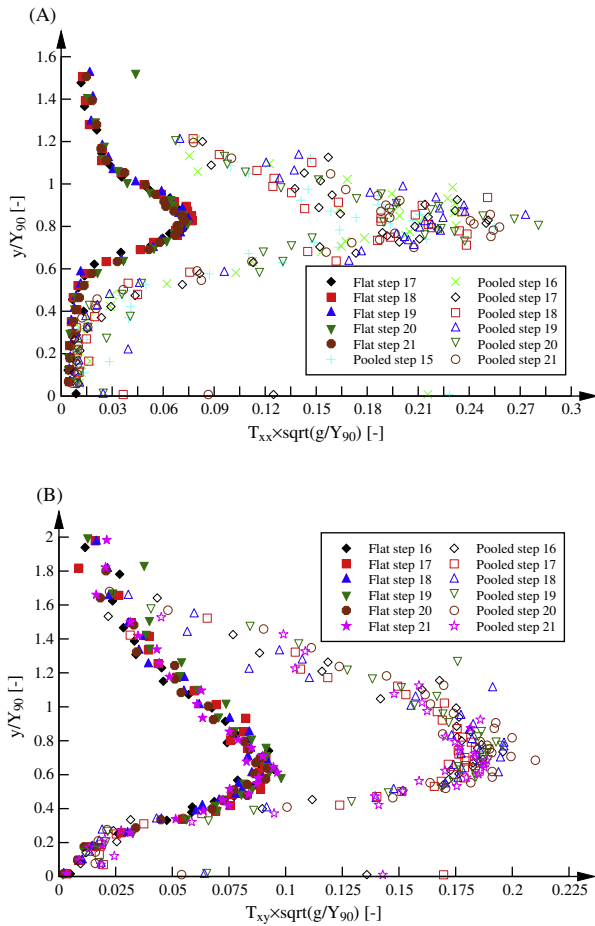 (A)
1.6
1.4
1.2
1
0.8
0.6
0.4
0.2
0
y/Y90 [-]
Flat step 17
Flat step 18
Flat step 19
Flat step 20
Flat step 21
Pooled step 15
Pooled step 16
Pooled step 17
Pooled step 18
Pooled step 19
Pooled step 20
Pooled step 21
0 0.03 0.06 0.09 0.12 0.15 0.18 0.21 0.24 0.27 0.3
Txx×sqrt(g/Y90) [-]
(B)
2
1.8
1.6
1.4
1.2
1
0.8
0.6
0.4
0.2
0
y/Y90 [-]
Flat step 16
Flat step 17
Flat step 18
Flat step 19
Flat step 20
Flat step 21
Pooled step 16
Pooled step 17
Pooled step 18
Pooled step 19
Pooled step 20
Pooled step 21
0 0.025 0.05 0.075 0.1 0.125 0.15 0.175 0.2 0.225
Txy×sqrt(g/Y90) [-]